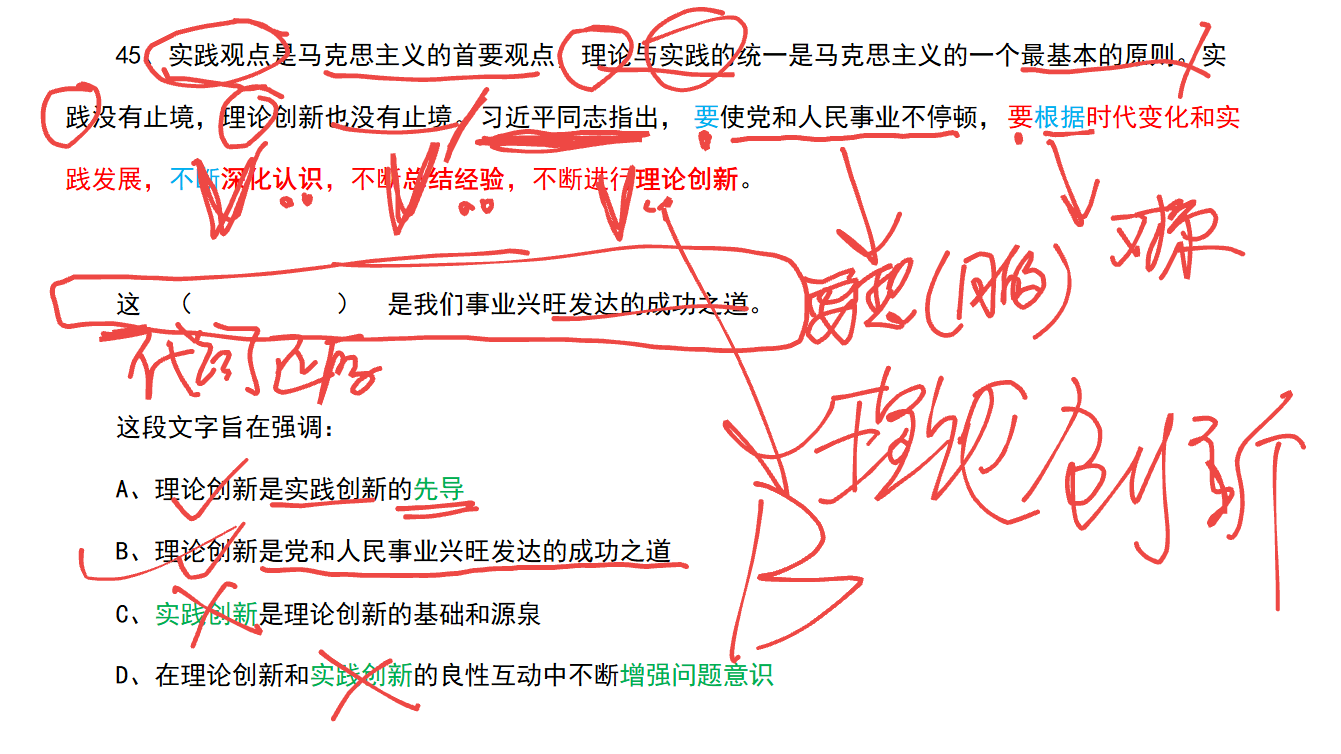 45、实践观点是马克思主义的首要观点，理论与实践的统一是马克思主义的一个最基本的原则。实
践没有止境，理论创新也没有止境。习近平同志指出，要使党和人民事业不停顿，要根据时代变化和实
践发展，不断深化认识，不断总结经验，不断进行理论创新。
对策
这 （ ） 是我们事业兴旺发达的成功之道。
代词
理论创新
这段文字旨在强调：
A、理论创新是实践创新的先导
B、理论创新是党和人民事业兴旺发达的成功之道
C、实践创新是理论创新的基础和源泉
D、在理论创新和实践创新的良性互动中不断增强问题意识